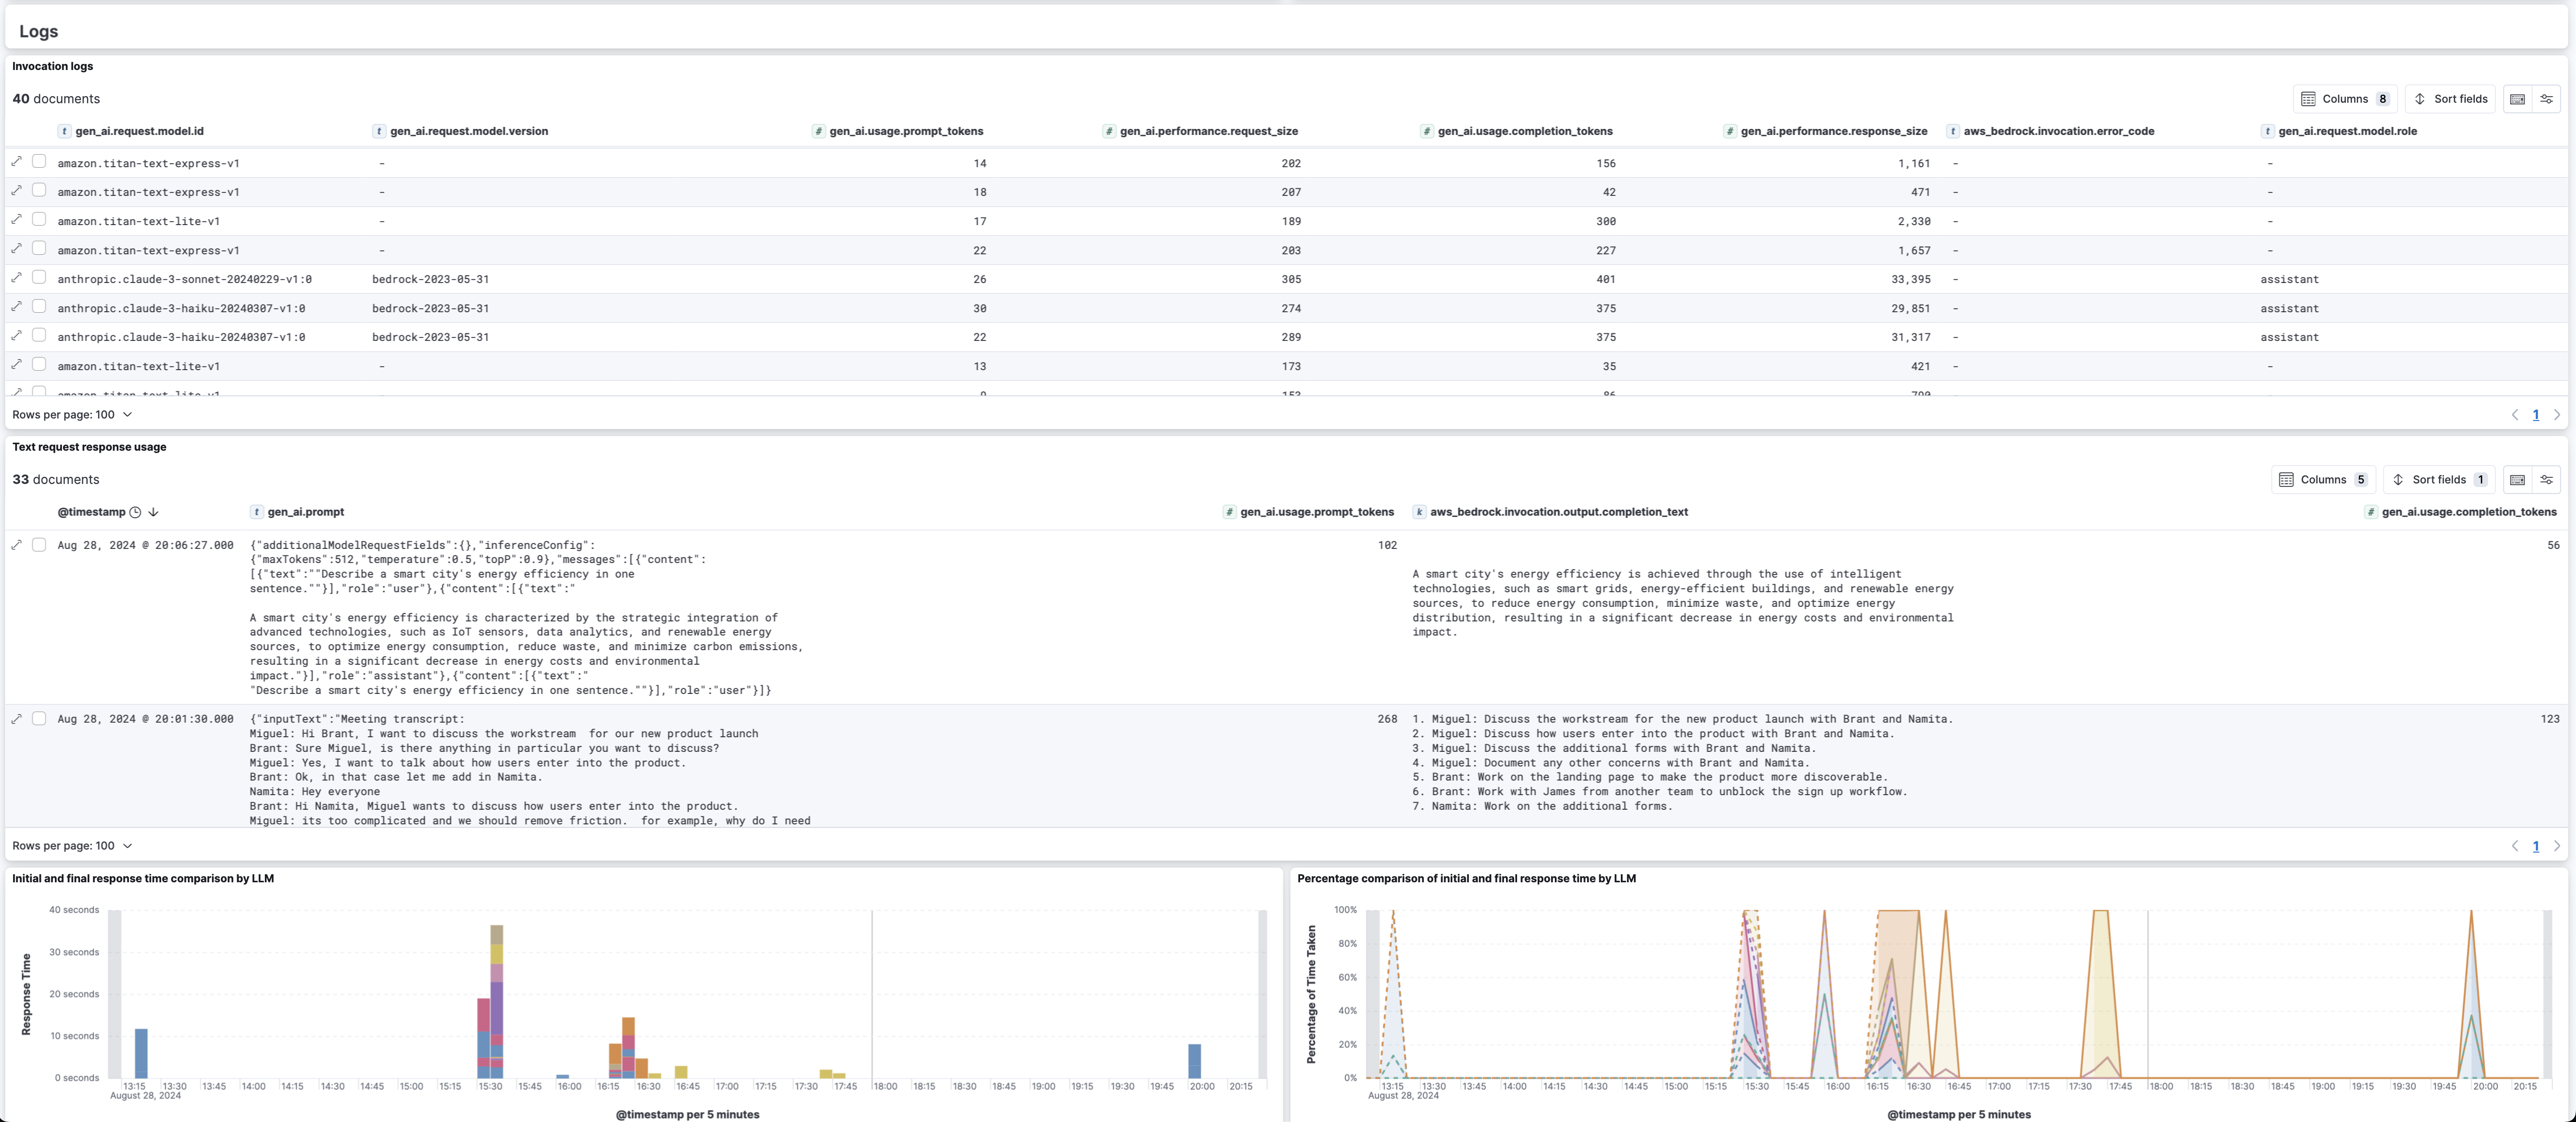 Logs
Invocation logs
40 documents
Columns 8 Sort fields
gen_ai.request.model.id gen_ai.request.model.version gen_ai.usage.prompt_tokens gen_ai.performance.request_size gen_ai.usage.completion_tokens gen_ai.performance.response_size aws_bedrock.invocation.error_code gen_ai.request.model.role
amazon.titan-text-express-v1 - 14 202 156 1,161 - -
amazon.titan-text-express-v1 - 18 207 42 471 - -
amazon.titan-text-lite-v1 - 17 189 300 2,330 - -
amazon.titan-text-express-v1 - 22 203 227 1,657 - -
anthropic.claude-3-sonnet-20240229-v1:0 bedrock-2023-05-31 26 305 401 33,395 - assistant
anthropic.claude-3-haiku-20240307-v1:0 bedrock-2023-05-31 30 274 375 29,851 - assistant
anthropic.claude-3-haiku-20240307-v1:0 bedrock-2023-05-31 22 289 375 31,317 - assistant
amazon.titan-text-lite-v1 - 13 173 35 421 - -
Rows per page: 100 1
Text request response usage
33 documents
Columns 5 Sort fields 1
@timestamp gen_ai.prompt gen_ai.usage.prompt_tokens aws_bedrock.invocation.output.completion_text gen_ai.usage.completion_tokens
Aug 28, 2024 @ 20:06:27.000 {"additionalModelRequestFields":{},"inferenceConfig": 102 56
{"maxTokens":512,"temperature":0.5,"topP":0.9},"messages":[{"content":
[{"text":""Describe a smart city's energy efficiency in one
sentence.""}],"role":"user"},{"content":[{"text":"
A smart city's energy efficiency is characterized by the strategic integration of
advanced technologies, such as IoT sensors, data analytics, and renewable energy
sources, to optimize energy consumption, reduce waste, and minimize carbon emissions,
resulting in a significant decrease in energy costs and environmental
impact."}],"role":"assistant"},{"content":[{"text":"
"Describe a smart city's energy efficiency in one sentence.""}],"role":"user"}]}
A smart city's energy efficiency is achieved through the use of intelligent
technologies, such as smart grids, energy-efficient buildings, and renewable energy
sources, to reduce energy consumption, minimize waste, and optimize energy
distribution, resulting in a significant decrease in energy costs and environmental
impact.
Aug 28, 2024 @ 20:01:30.000 {"inputText":"Meeting transcript: 268 123
Miguel: Hi Brant, I want to discuss the workstream  for our new product launch
Brant: Sure Miguel, is there anything in particular you want to discuss?
Miguel: Yes, I want to talk about how users enter into the product.
Brant: Ok, in that case let me add in Namita.
Namita: Hey everyone
Brant: Hi Namita, Miguel wants to discuss how users enter into the product.
Miguel: its too complicated and we should remove friction.  for example, why do I need
1. Miguel: Discuss the workstream for the new product launch with Brant and Namita.
2. Miguel: Discuss how users enter into the product with Brant and Namita.
3. Miguel: Discuss the additional forms with Brant and Namita.
4. Miguel: Document any other concerns with Brant and Namita.
5. Brant: Work on the landing page to make the product more discoverable.
6. Brant: Work with James from another team to unblock the sign up workflow.
7. Namita: Work on the additional forms.
Rows per page: 100 1
Initial and final response time comparison by LLM
Response Time
40 seconds
30 seconds
20 seconds
10 seconds
0 seconds
13:15 13:30 13:45 14:00 14:15 14:30 14:45 15:00 15:15 15:30 15:45 16:00 16:15 16:30 16:45 17:00 17:15 17:30 17:45 18:00 18:15 18:30 18:45 19:00 19:15 19:30 19:45 20:00 20:15
August 28, 2024
@timestamp per 5 minutes
Percentage comparison of initial and final response time by LLM
Percentage of Time Taken
100%
80%
60%
40%
20%
0%
13:15 13:30 13:45 14:00 14:15 14:30 14:45 15:00 15:15 15:30 15:45 16:00 16:15 16:30 16:45 17:00 17:15 17:30 17:45 18:00 18:15 18:30 18:45 19:00 19:15 19:30 19:45 20:00 20:15
August 28, 2024
@timestamp per 5 minutes